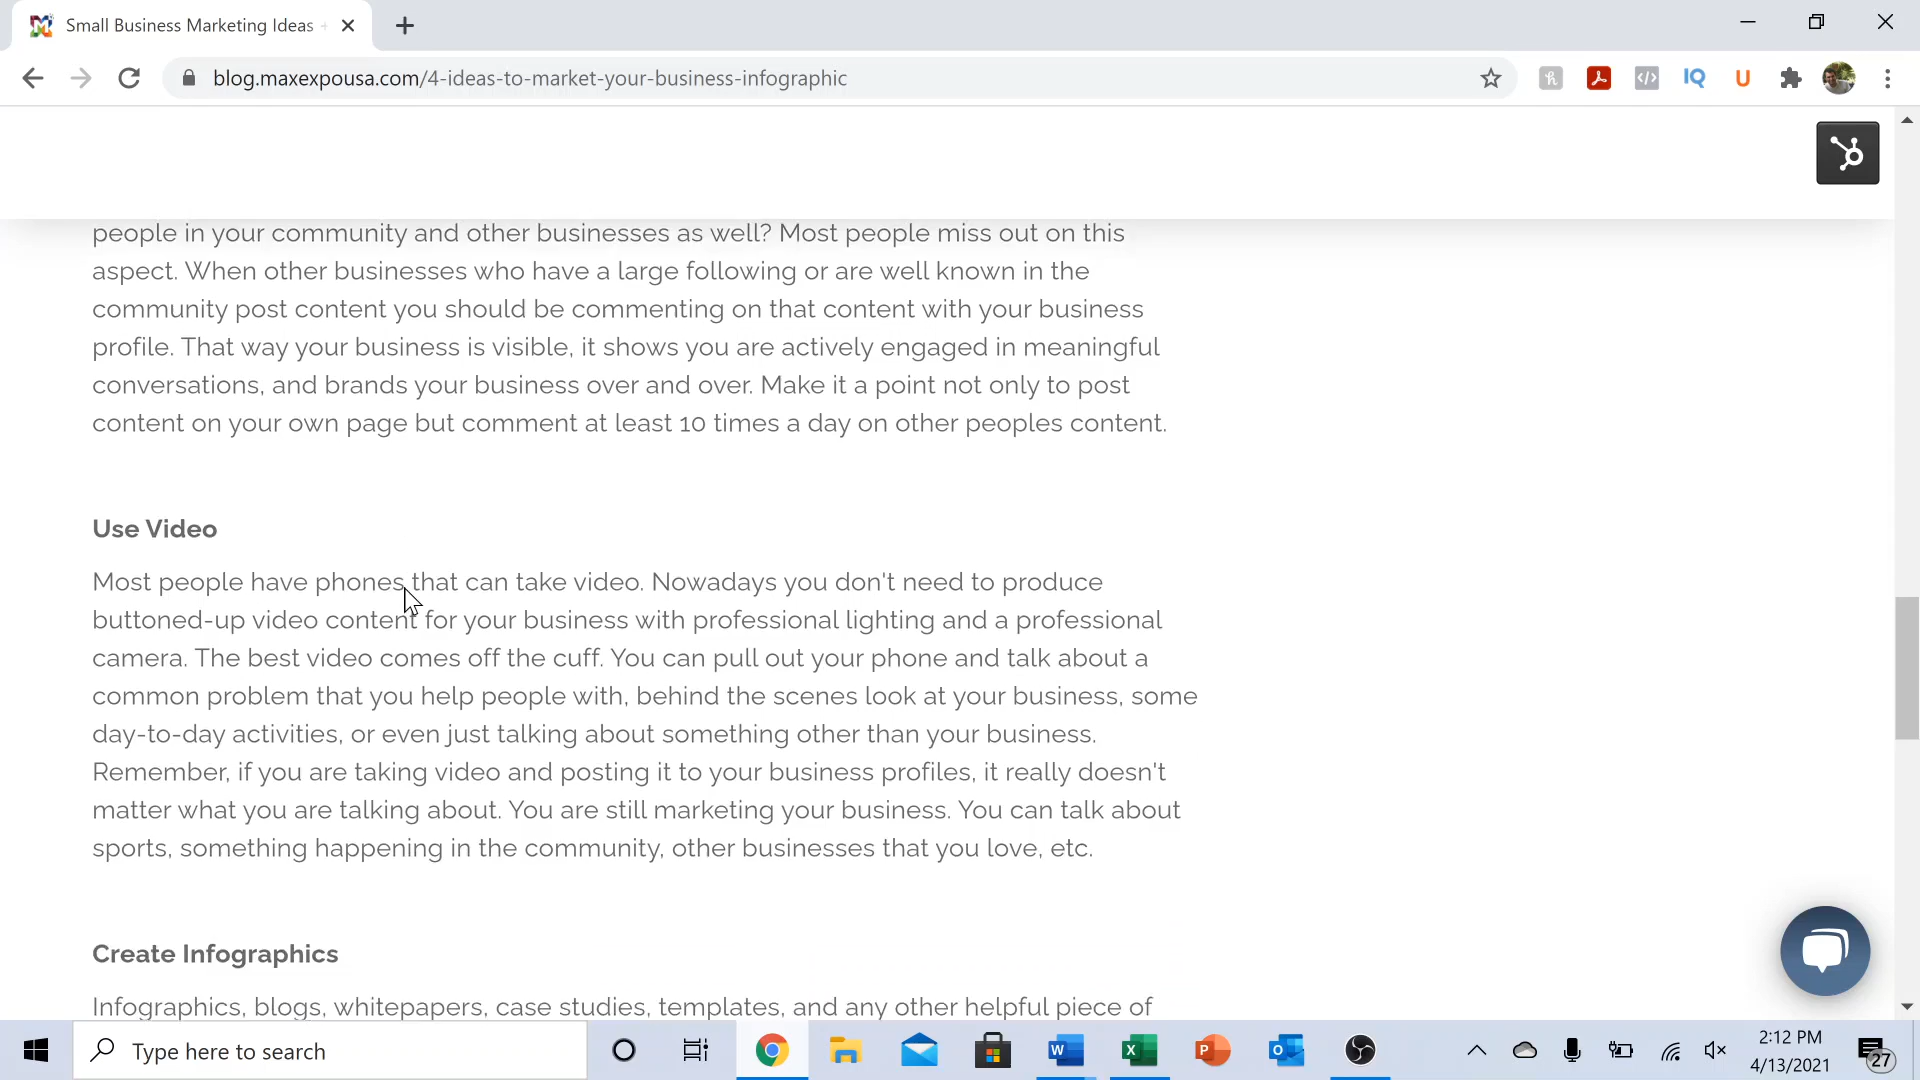 Small Business Marketing Ideas
blog.maxexpousa.com/4-ideas-to-market-your-business-infographic
IQ
U
people in your community and other businesses as well? Most people miss out on this
aspect. When other businesses who have a large following or are well known in the
community post content you should be commenting on that content with your business
profile. That way your business is visible, it shows you are actively engaged in meaningful
conversations, and brands your business over and over. Make it a point not only to post
content on your own page but comment at least 10 times a day on other peoples content.
Use Video
Most people have phones that can take video. Nowadays you don't need to produce
buttoned-up video content for your business with professional lighting and a professional
camera. The best video comes off the cuff. You can pull out your phone and talk about a
common problem that you help people with, behind the scenes look at your business, some
day-to-day activities, or even just talking about something other than your business.
Remember, if you are taking video and posting it to your business profiles, it really doesn't
matter what you are talking about. You are still marketing your business. You can talk about
sports, something happening in the community, other businesses that you love, etc.
Create Infographics
Infographics, blogs, whitepapers, case studies, templates, and any other helpful piece of
Type here to search
W
X
P
O
2:12 PM
4/13/2021
27